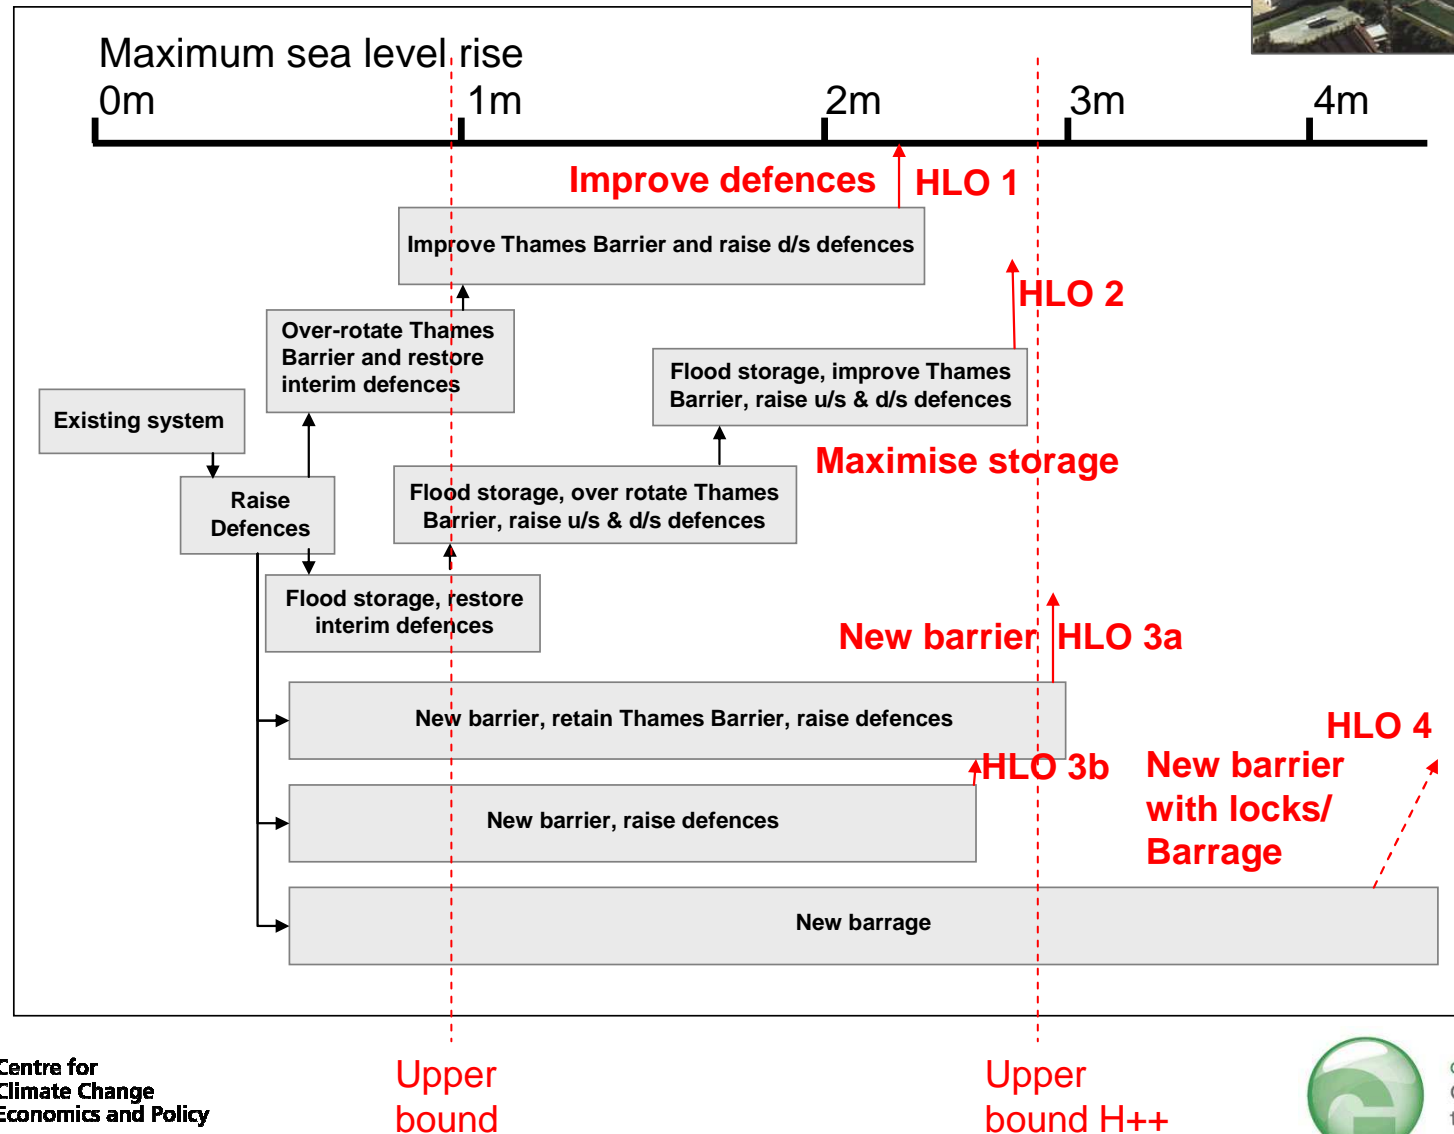 Maximum sea level rise
0m 1m 2m 3m 4m
Improve defences HLO 1
Improve Thames Barrier and raise d/s defences
HLO 2
Over-rotate Thames
Barrier and restore
interim defences
Flood storage, improve Thames
Barrier, raise u/s & d/s defences
Existing system
Maximise storage
Raise
Defences
Flood storage, over rotate Thames
Barrier, raise u/s & d/s defences
Flood storage, restore
interim defences
New barrier HLO 3a
New barrier, retain Thames Barrier, raise defences
HLO 4
HLO 3b
New barrier
with locks/
Barrage
New barrier, raise defences
New barrage
Centre for
Climate Change
Economics and Policy
Upper
bound
Upper
bound H++